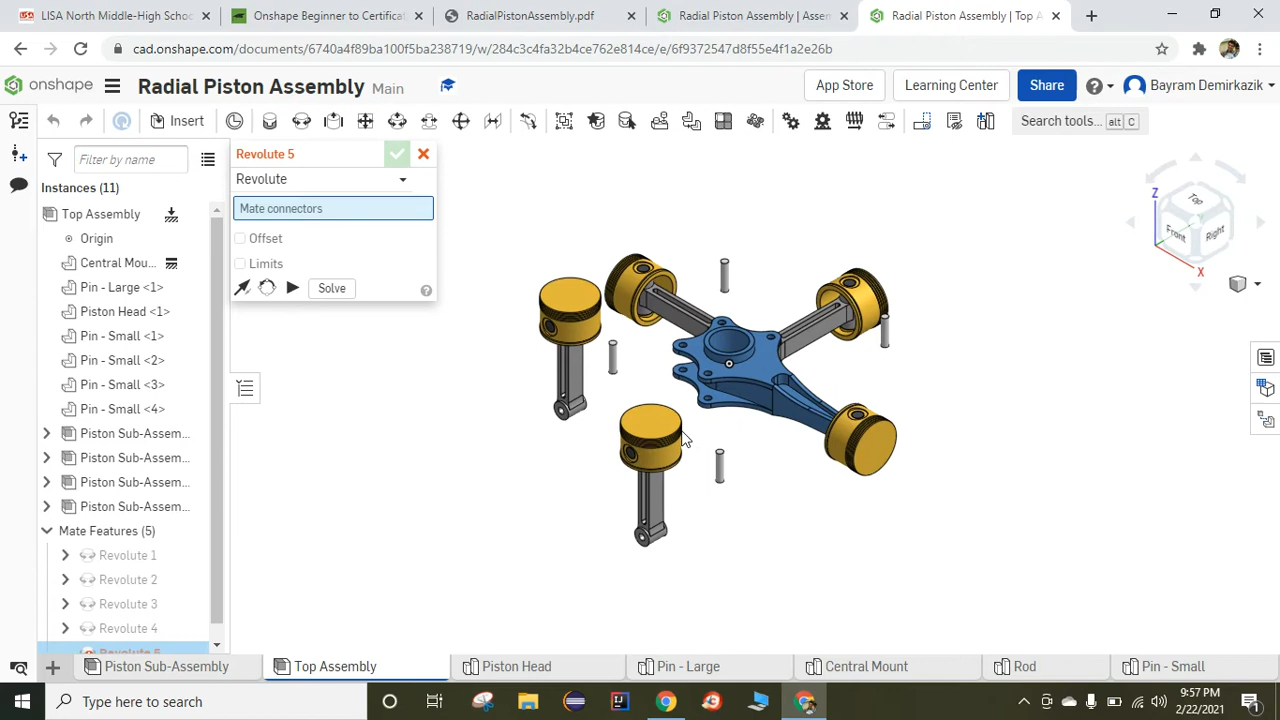 LISA North Middle-High Schoo
Onshape Beginner to Certificat
RadialPistonAssembly.pdf
Radial Piston Assembly | Assen
Radial Piston Assembly | Top A
cad.onshape.com/documents/6740a4f89ba100f5ba238719/w/284c3c4fa32b4ce762e814ce/e/6f9372547d8f55e4f1a2e26b
onshape
Radial Piston Assembly Main
App Store
Learning Center
Share
Bayram Demirkazik
Insert
Search tools... alt C
Filter by name
Instances (11)
Top Assembly
Origin
Central Mou...
Pin - Large <1>
Piston Head <1>
Pin - Small <1>
Pin - Small <2>
Pin - Small <3>
Pin - Small <4>
Piston Sub-Assem...
Piston Sub-Assem...
Piston Sub-Assem...
Piston Sub-Assem...
Mate Features (5)
Revolute 1
Revolute 2
Revolute 3
Revolute 4
Revolute 5
Revolute 5
Revolute
Mate connectors
Offset
Limits
Solve
Z
Top
Front
Right
X
Piston Sub-Assembly
Top Assembly
Piston Head
Pin - Large
Central Mount
Rod
Pin - Small
Type here to search
9:57 PM
2/22/2021
1